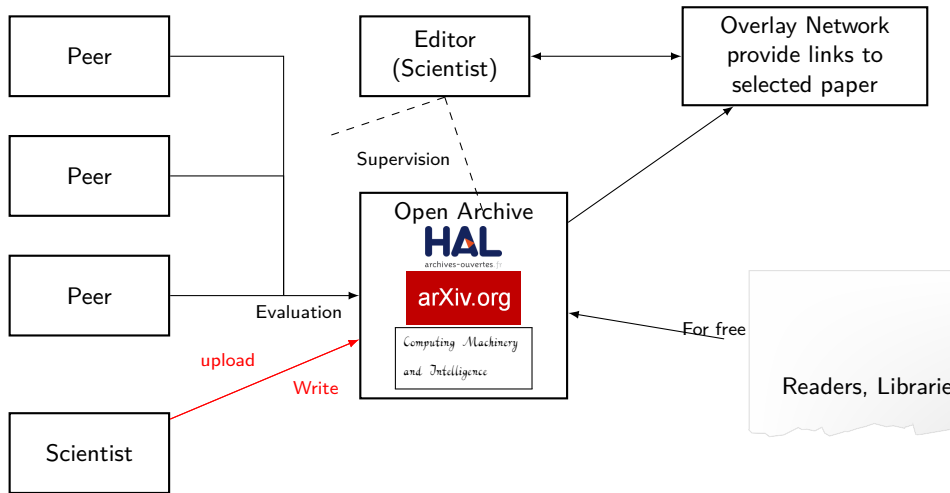 Peer
Editor
(Scientist)
Overlay Network
provide links to
selected paper
Peer
Supervision
Open Archive
HAL
archives-ouvertes.fr
Peer
Evaluation
arXiv.org
For free
Computing Machinery
and Intelligence
upload
Write
Readers, Librarie
Scientist